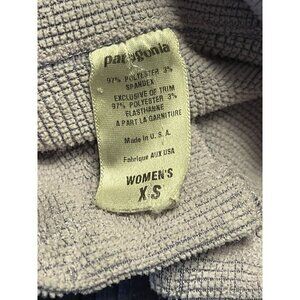 patagonia
97% POLYESTER 3%
SPANDEX
EXCLUSIVE OF TRIM
97% POLYESTER 3%
ELASTHANNE
A PART LA GARNITURE
Made in U.S.A.
Fabrique AUX USA
WOMEN'S
XS